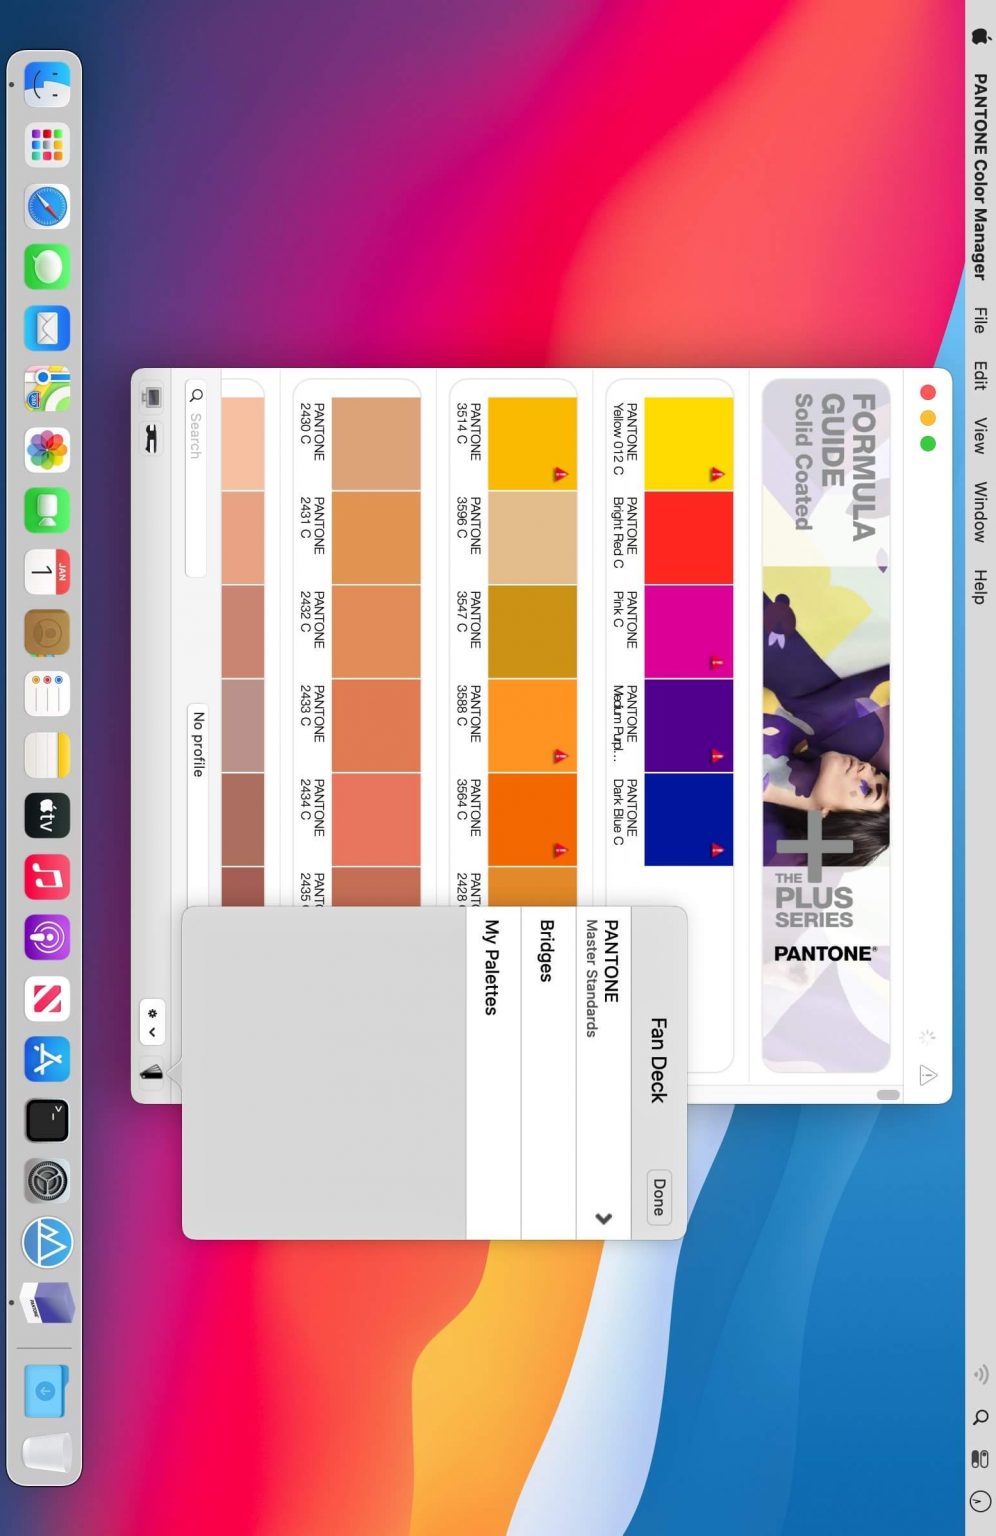 PANTONE Color Manager File Edit View Window Help
FORMULA
GUIDE
Solid Coated
THE
PLUS
SERIES
PANTONE®
PANTONE
Yellow 012 C
PANTONE
Bright Red C
PANTONE
Pink C
PANTONE
Medium Purpl...
PANTONE
Dark Blue C
PANTONE
3514 C
PANTONE
3596 C
PANTONE
3547 C
PANTONE
3588 C
PANTONE
3564 C
PANTONE
2428 C
PANTONE
2430 C
PANTONE
2431 C
PANTONE
2432 C
PANTONE
2433 C
PANTONE
2434 C
PANTONE
2435 C
Fan Deck
Done
PANTONE
Master Standards
Bridges
My Palettes
Search
No profile
JAN
1
tv
PANTONE